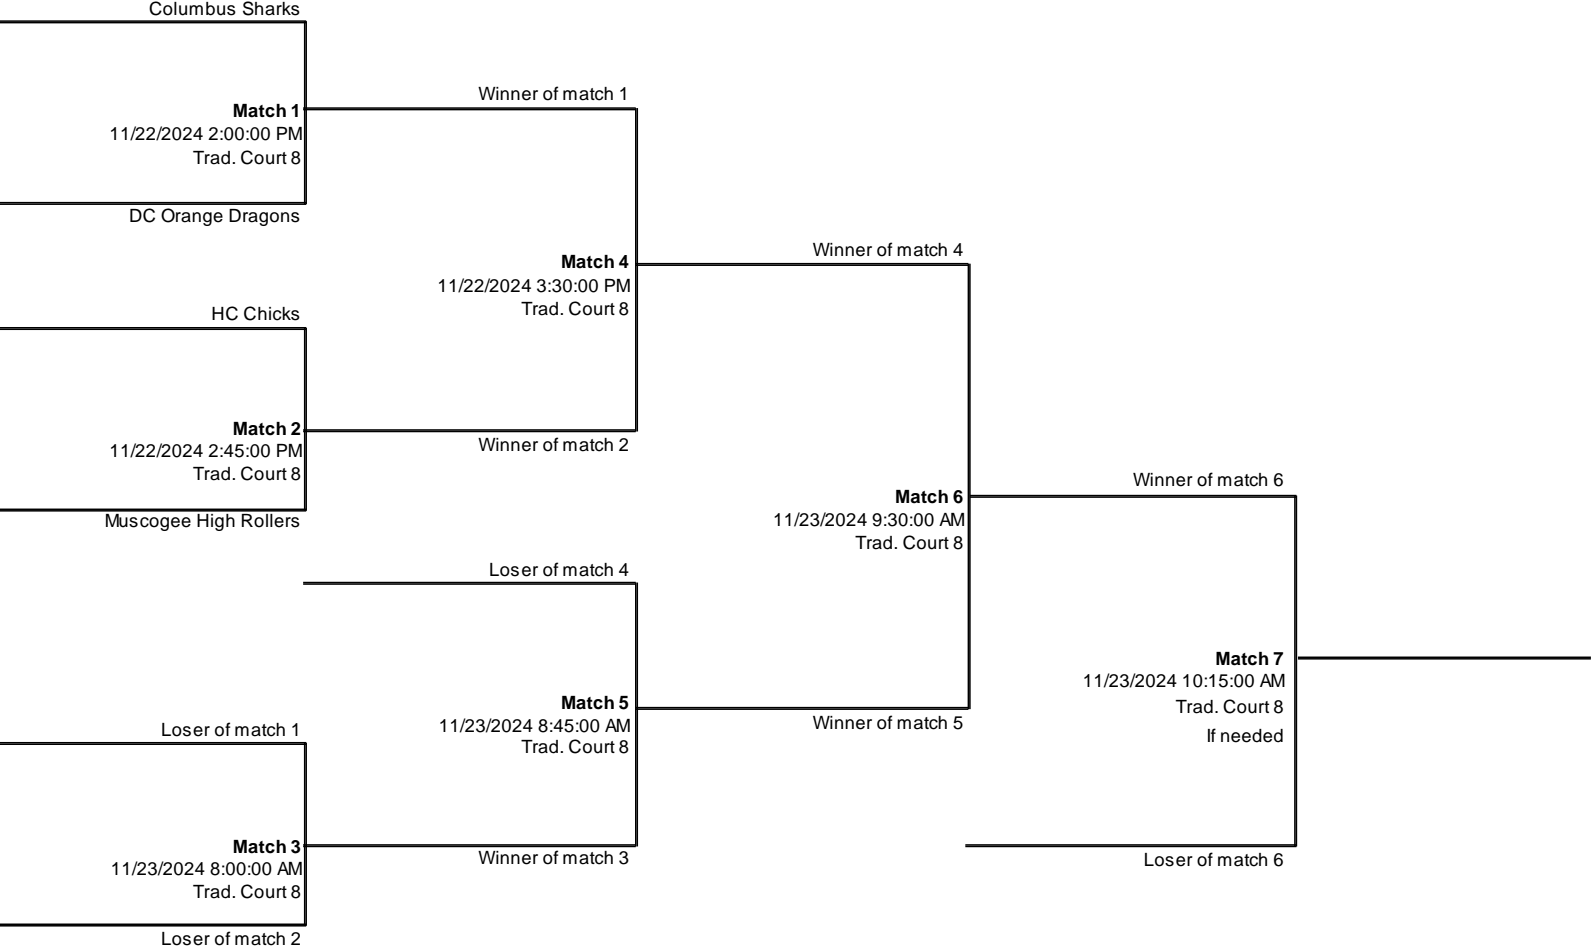 Columbus Sharks
Match 1
11/22/2024 2:00:00 PM
Trad. Court 8
DC Orange Dragons
HC Chicks
Match 2
11/22/2024 2:45:00 PM
Trad. Court 8
Muscogee High Rollers
Loser of match 1
Match 3
11/23/2024 8:00:00 AM
Trad. Court 8
Loser of match 2
Winner of match 1
Match 4
11/22/2024 3:30:00 PM
Trad. Court 8
Winner of match 2
Loser of match 4
Match 5
11/23/2024 8:45:00 AM
Trad. Court 8
Winner of match 3
Winner of match 4
Match 6
11/23/2024 9:30:00 AM
Trad. Court 8
Winner of match 5
Winner of match 6
Match 7
11/23/2024 10:15:00 AM
Trad. Court 8
If needed
Loser of match 6